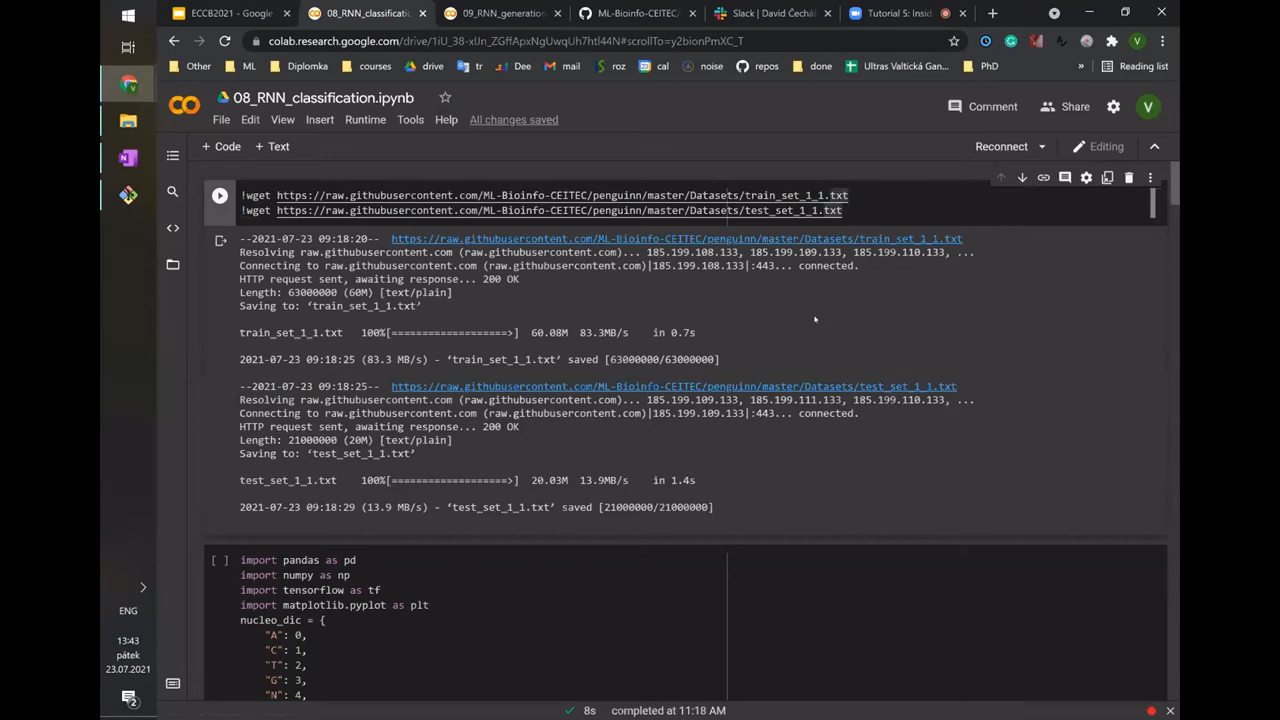 ECCB2021 - Google
08_RNN_classificatio
09_RNN_generation
ML-Bioinfo-CEITEC/
Slack | David Čechák
Tutorial 5: Insid
colab.research.google.com/drive/1iU_38-xUn_ZGffApxNgUwqUh7htl44N#scrollTo=y2bionPmXC_T
Other
ML
Diplomka
courses
drive
tr
Dee
mail
roz
cal
noise
repos
done
Ultras Valtická Gan
PhD
»
Reading list
08_RNN_classification.ipynb
Comment
Share
V
File
Edit
View
Insert
Runtime
Tools
Help
All changes saved
+ Code
+ Text
Reconnect
Editing
!wget https://raw.githubusercontent.com/ML-Bioinfo-CEITEC/penguinn/master/Datasets/train_set_1_1.txt
!wget https://raw.githubusercontent.com/ML-Bioinfo-CEITEC/penguinn/master/Datasets/test_set_1_1.txt
--2021-07-23 09:18:20-- https://raw.githubusercontent.com/ML-Bioinfo-CEITEC/penguinn/master/Datasets/train_set_1_1.txt
Resolving raw.githubusercontent.com (raw.githubusercontent.com)... 185.199.108.133, 185.199.109.133, 185.199.110.133, ...
Connecting to raw.githubusercontent.com (raw.githubusercontent.com)|185.199.108.133|:443... connected.
HTTP request sent, awaiting response... 200 OK
Length: 63000000 (60M) [text/plain]
Saving to: ‘train_set_1_1.txt’
train_set_1_1.txt 100%[===================>] 60.08M 83.3MB/s in 0.7s
2021-07-23 09:18:25 (83.3 MB/s) - ‘train_set_1_1.txt’ saved [63000000/63000000]
--2021-07-23 09:18:25-- https://raw.githubusercontent.com/ML-Bioinfo-CEITEC/penguinn/master/Datasets/test_set_1_1.txt
Resolving raw.githubusercontent.com (raw.githubusercontent.com)... 185.199.109.133, 185.199.111.133, 185.199.110.133, ...
Connecting to raw.githubusercontent.com (raw.githubusercontent.com)|185.199.109.133|:443... connected.
HTTP request sent, awaiting response... 200 OK
Length: 21000000 (20M) [text/plain]
Saving to: ‘test_set_1_1.txt’
test_set_1_1.txt 100%[===================>] 20.03M 13.9MB/s in 1.4s
2021-07-23 09:18:29 (13.9 MB/s) - ‘test_set_1_1.txt’ saved [21000000/21000000]
[ ] import pandas as pd
import numpy as np
import tensorflow as tf
import matplotlib.pyplot as plt
nucleo_dic = {
"A": 0,
"C": 1,
"T": 2,
"G": 3,
"N": 4,
8s completed at 11:18 AM
ENG
13:43
pátek
23.07.2021
2